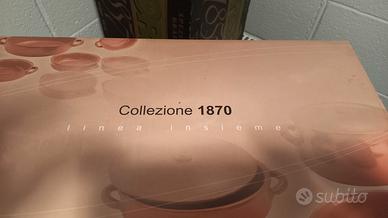 Collezione 1870
linea insieme
subito